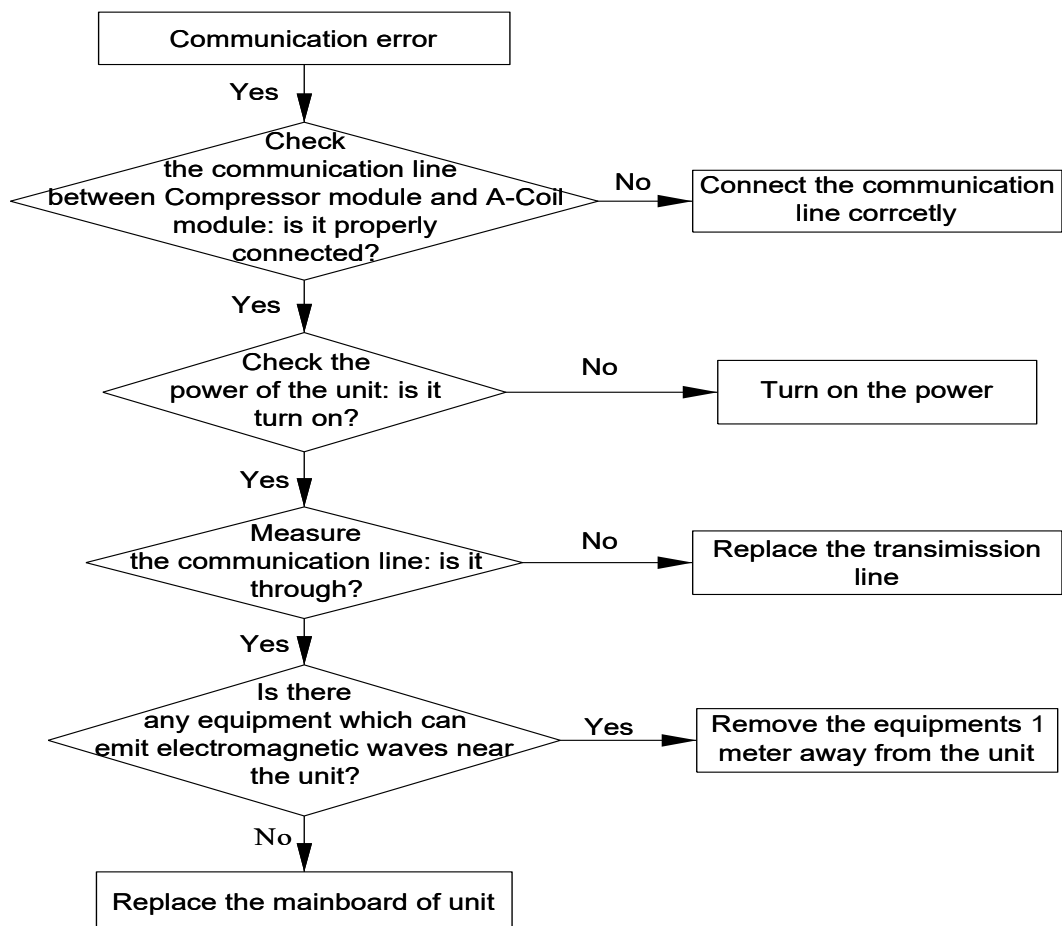 Communication error
Yes
Check
the communication line
between Compressor module and A-Coil
module: is it properly
connected?
No
Connect the communication
line corrcetly
Yes
Check the
power of the unit: is it
turn on?
No
Turn on the power
Yes
Measure
the communication line: is it
through?
No
Replace the transimission
line
Yes
Is there
any equipment which can
emit electromagnetic waves near
the unit?
Yes
Remove the equipments 1
meter away from the unit
No
Replace the mainboard of unit